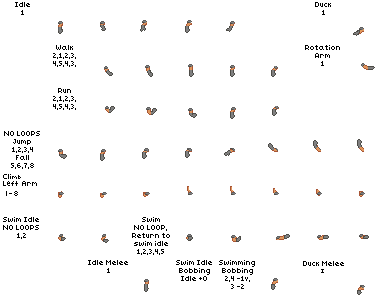 Idle
1
Duck
1
Walk
2,1,2,3,
4,5,4,3,
Rotation
Arm
1
Run
2,1,2,3,
4,5,4,3,
NO LOOPS
Jump
1,2,3,4
Fall
5,6,7,8
Climb
Left Arm
1-8
Swim Idle
NO LOOPS
1,2
Swim
NO LOOP,
Return to
swim idle
1,2,3,4,5
Swim Idle
Bobbing
Idle +0
Swimming
Bobbing
2,4 -1v,
3 -2
Idle Melee
1
Duck Melee
1